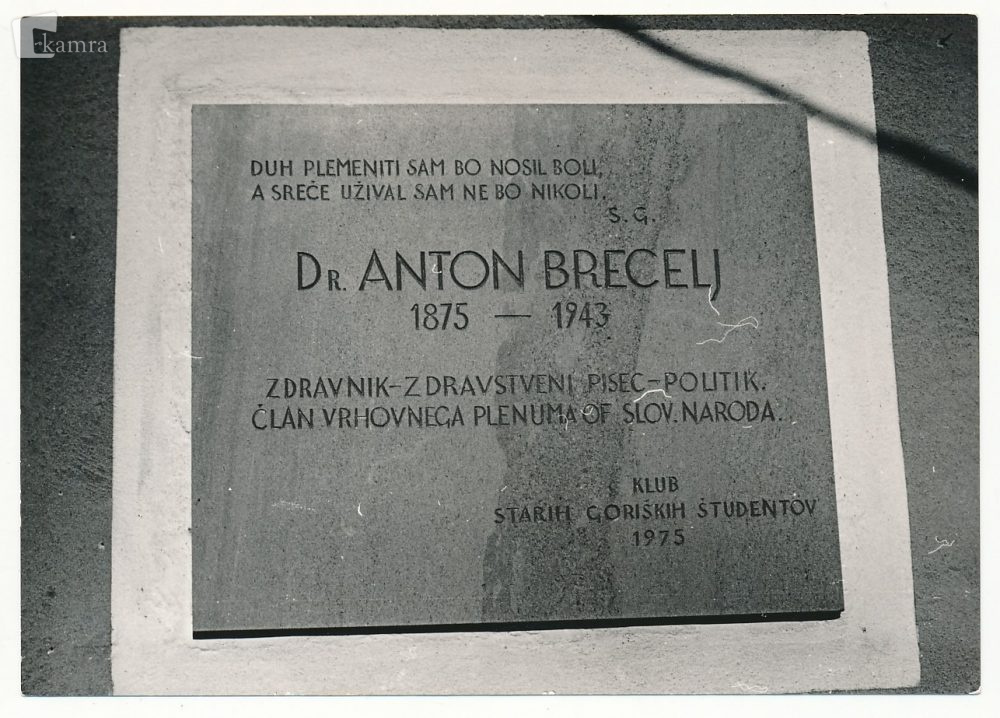 kamra
DUH PLEMENITI SAM BO NOSIL BOLI,
A SREČE UŽIVAL SAM NE BO NIKOLI.
S. G.
DR. ANTON BRECELJ
1875 — 1943
ZDRAVNIK-ZDRAVSTVENI PISEC-POLITIK.
ČLAN VRHOVNEGA PLENUMA OF SLOV. NARODA.
KLUB
STARIH GORIŠKIH ŠTUDENTOV
1975